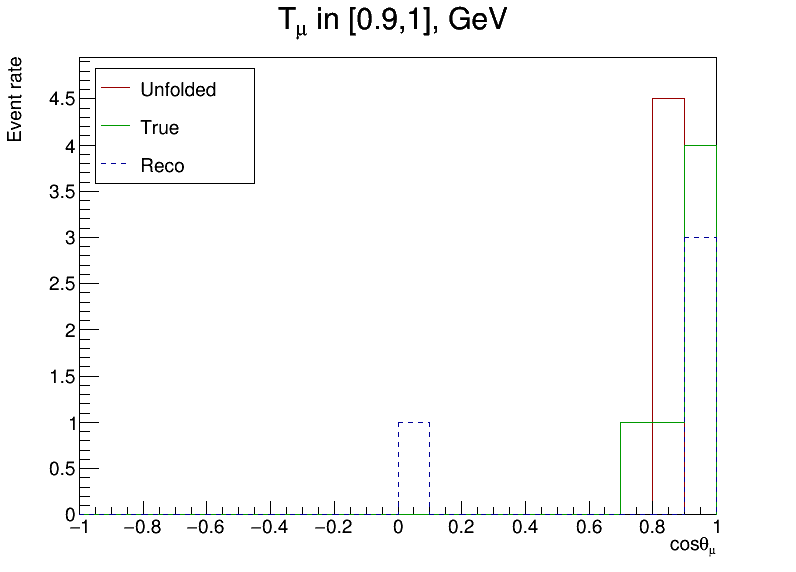 T_μ in [0.9,1], GeV
Event rate
Unfolded
True
Reco
4.5
4
3.5
3
2.5
2
1.5
1
0.5
0
−1 −0.8 −0.6 −0.4 −0.2 0 0.2 0.4 0.6 0.8 1
cosθ_μ